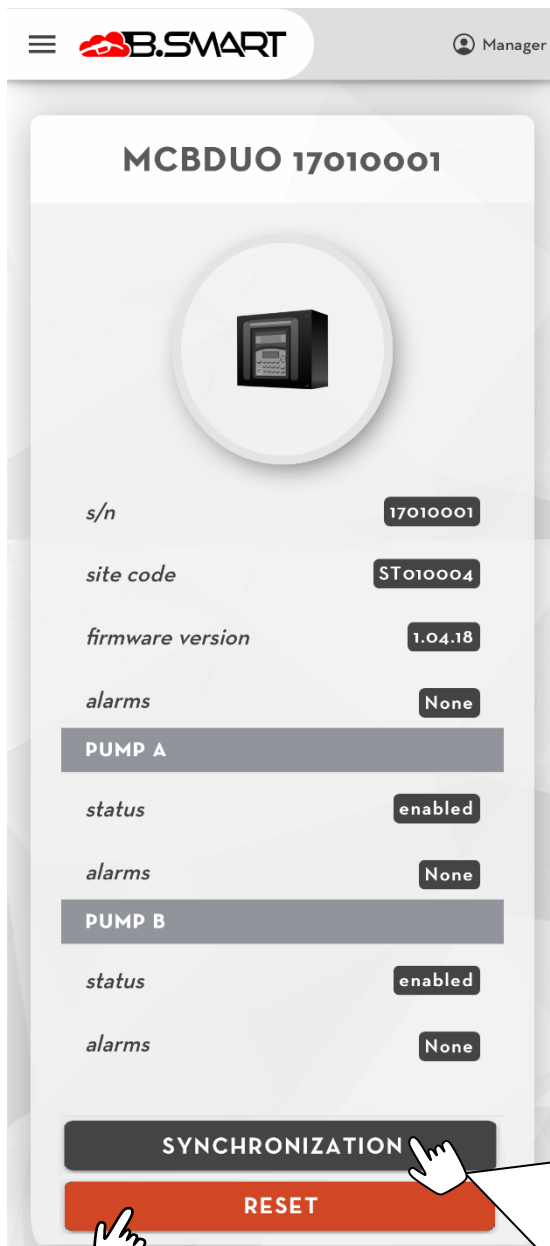 B.SMART
Manager
MCBDUO 17010001
s/n 17010001
site code ST010004
firmware version 1.04.18
alarms None
PUMP A
status enabled
alarms None
PUMP B
status enabled
alarms None
SYNCHRONIZATION
RESET